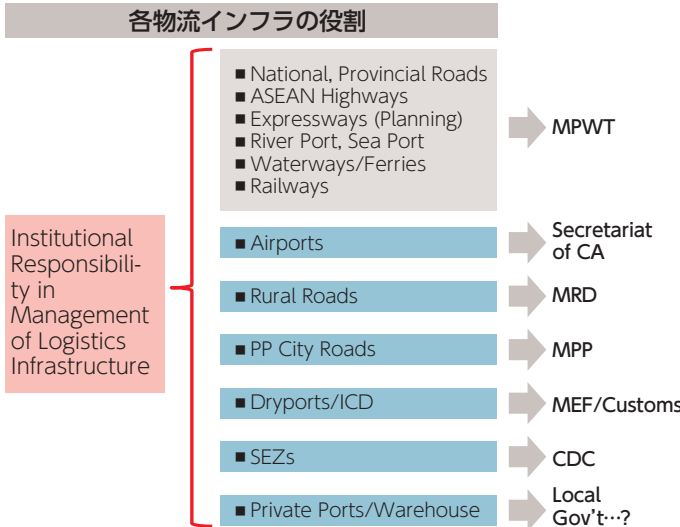 各物流インフラの役割
Institutional
Responsibili-
ty in
Management
of Logistics
Infrastructure
■ National, Provincial Roads
■ ASEAN Highways
■ Expressways (Planning)
■ River Port, Sea Port
■ Waterways/Ferries
■ Railways
MPWT
■ Airports
Secretariat
of CA
■ Rural Roads
MRD
■ PP City Roads
MPP
■ Dryports/ICD
MEF/Customs
■ SEZs
CDC
■ Private Ports/Warehouse
Local
Gov't…?